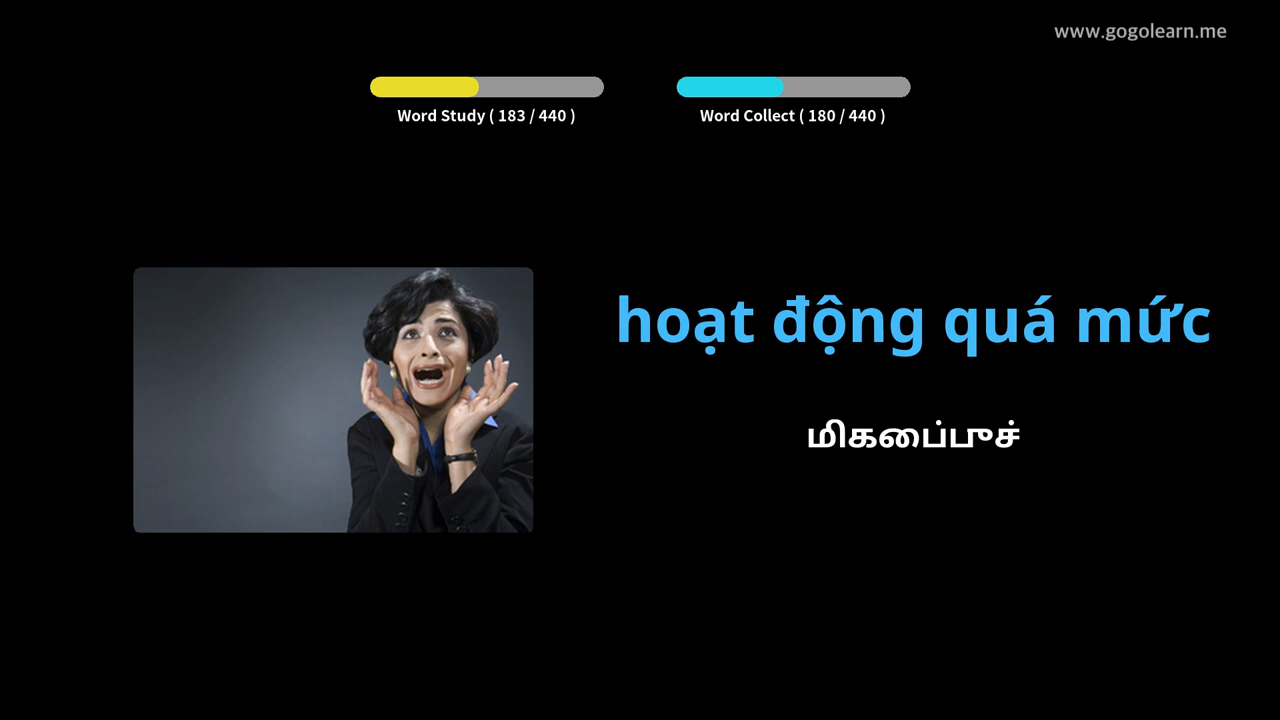 www.gogolearn.me
Word Study ( 183 / 440 )
Word Collect ( 180 / 440 )
hoạt động quá mức
மிகைப்புச்